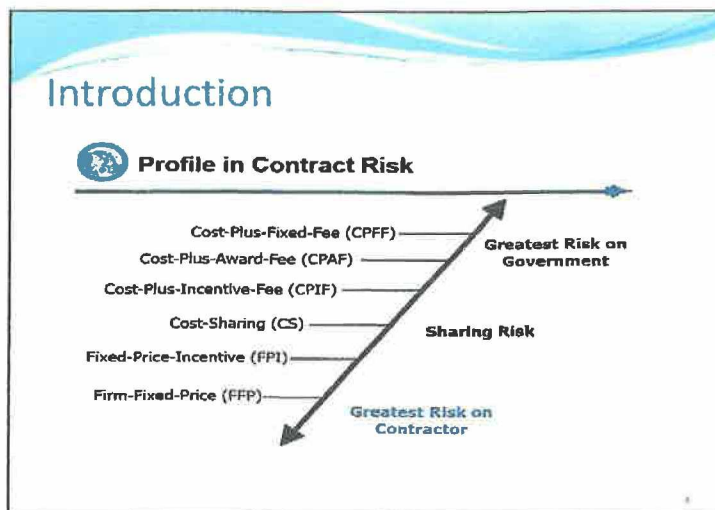 Introduction
Profile in Contract Risk
Cost-Plus-Fixed-Fee (CPFF)
Cost-Plus-Award-Fee (CPAF)
Cost-Plus-Incentive-Fee (CPIF)
Cost-Sharing (CS)
Fixed-Price-Incentive (FPI)
Firm-Fixed-Price (FFP)
Greatest Risk on
Government
Sharing Risk
Greatest Risk on
Contractor